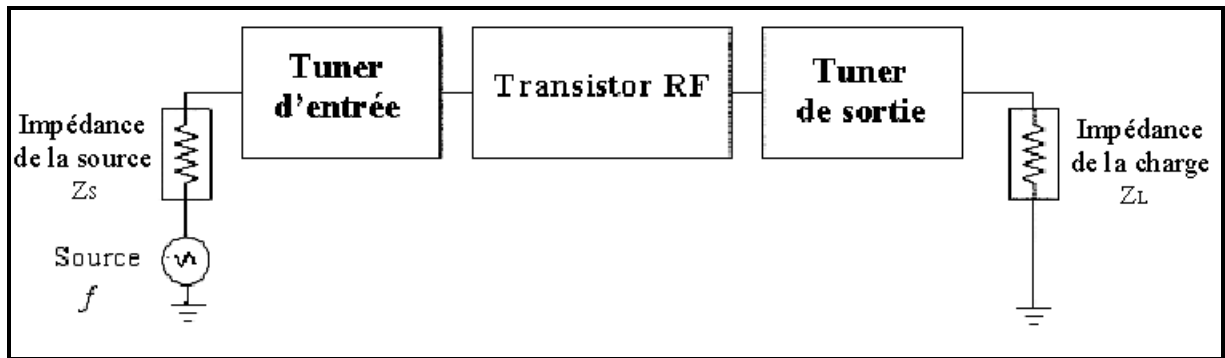 Tuner
d'entrée
Transistor RF
Tuner
de sortie
Impédance
de la source
Zs
Source
f
Impédance
de la charge
ZL